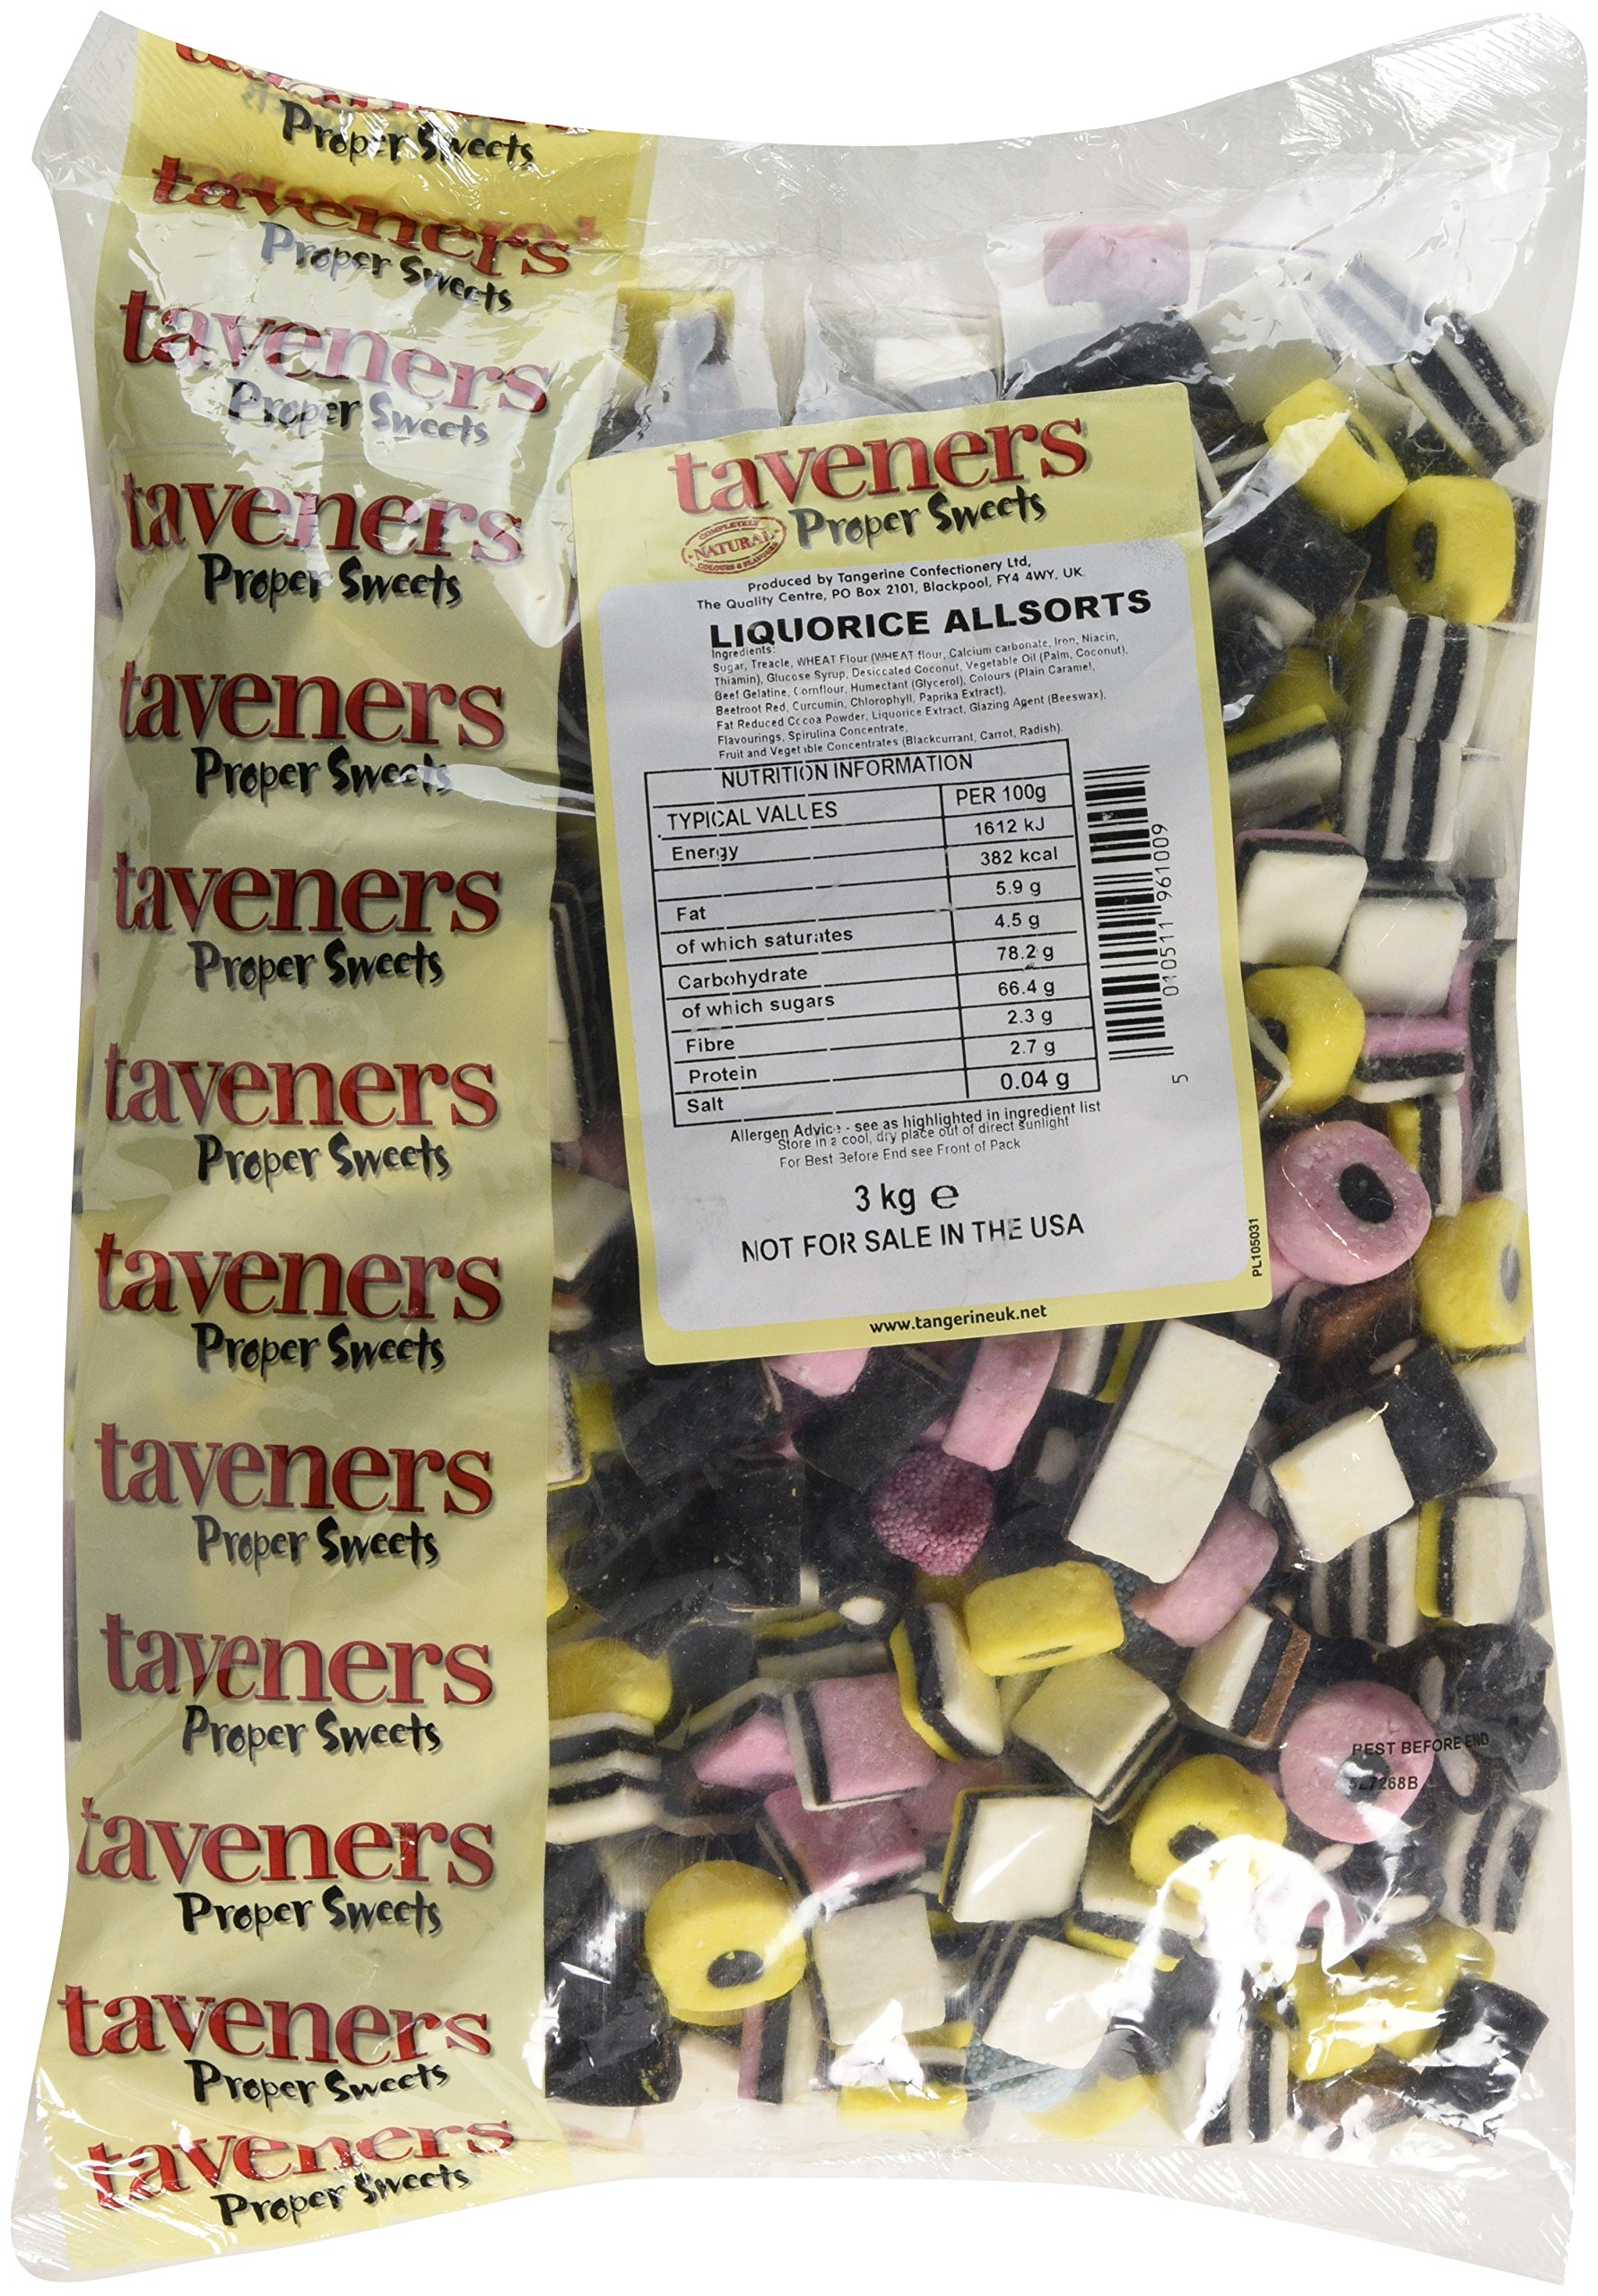 Proper Sweets
taveners
Proper Sweets
taveners
Proper Sweets
taveners
Proper Sweets
taveners
Proper Sweets
taveners
Proper Sweets
taveners
Proper Sweets
taveners
Proper Sweets
taveners
Proper Sweets
taveners
Proper Sweets
taveners
Proper Sweets
taveners
Proper Sweets
taveners
Proper Sweets
taveners
COMPLETELY
NATURAL
COLOURS & FLAVOURS
Proper Sweets
Produced by Tangerine Confectionery Ltd,
The Quality Centre, PO Box 2101, Blackpool, FY4 4WY, UK.
LIQUORICE ALLSORTS
Ingredients:
Sugar, Treacle, WHEAT Flour (WHEAT flour, Calcium carbonate, Iron, Niacin,
Thiamin), Glucose Syrup, Desiccated Coconut, Vegetable Oil (Palm, Coconut),
Beef Gelatine, Cornflour, Humectant (Glycerol), Colours (Plain Caramel,
Beetroot Red, Curcumin, Chlorophyll, Paprika Extract),
Fat Reduced Cocoa Powder, Liquorice Extract, Glazing Agent (Beeswax),
Flavourings, Spirulina Concentrate,
Fruit and Vegetable Concentrates (Blackcurrant, Carrot, Radish).
NUTRITION INFORMATION
TYPICAL VALUES PER 100g
Energy 1612 kJ
382 kcal
Fat 5.9 g
of which saturates 4.5 g
Carbohydrate 78.2 g
of which sugars 66.4 g
Fibre 2.3 g
Protein 2.7 g
Salt 0.04 g
5 010511 961009
Allergen Advice - see as highlighted in ingredient list
Store in a cool, dry place out of direct sunlight
For Best Before End see Front of Pack
3 kg e
NOT FOR SALE IN THE USA
PL105031
www.tangerineuk.net
BEST BEFORE END
5L7268B